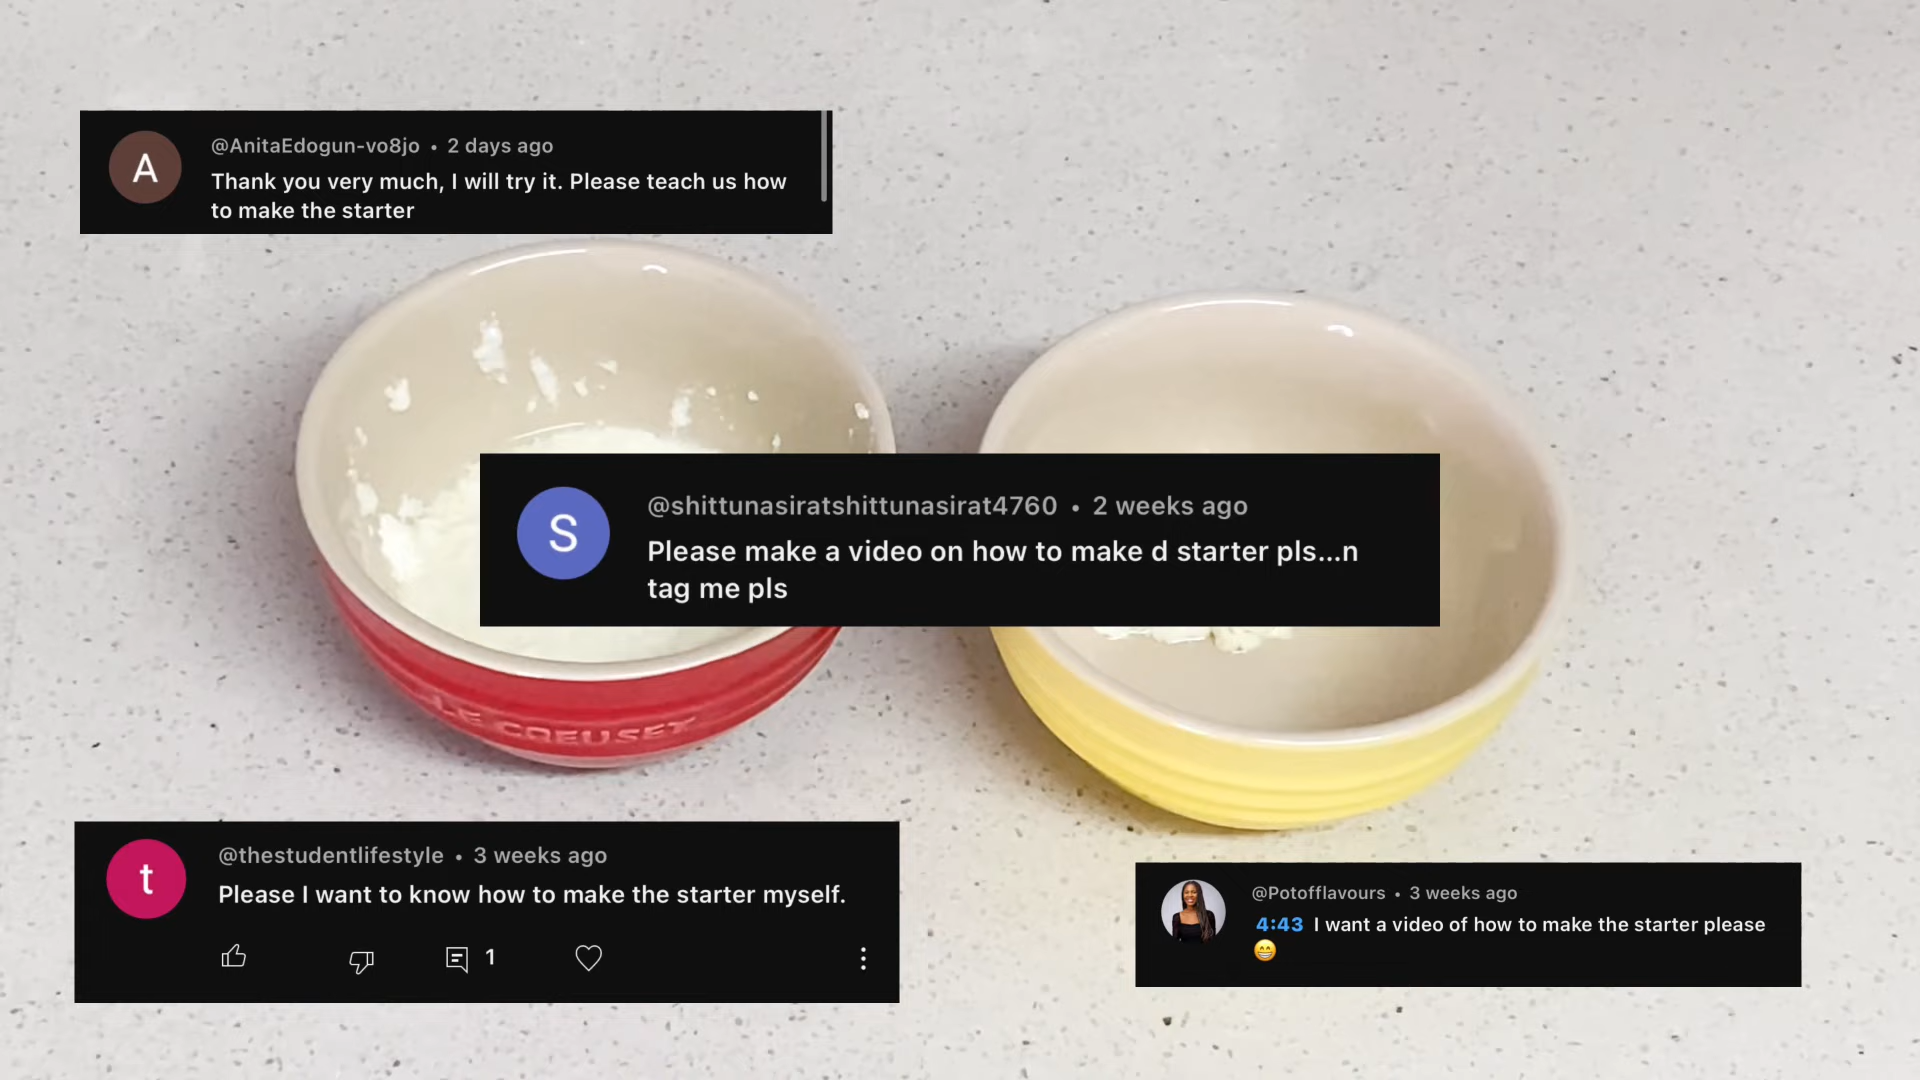 A
@AnitaEdogun-vo8jo • 2 days ago
Thank you very much, I will try it. Please teach us how
to make the starter
S
@shittunasiratshittunasirat4760 • 2 weeks ago
Please make a video on how to make d starter pls...n
tag me pls
LE CREUSET
t
@thestudentlifestyle • 3 weeks ago
Please I want to know how to make the starter myself.
1
@Potofflavours • 3 weeks ago
4:43 I want a video of how to make the starter please
😁